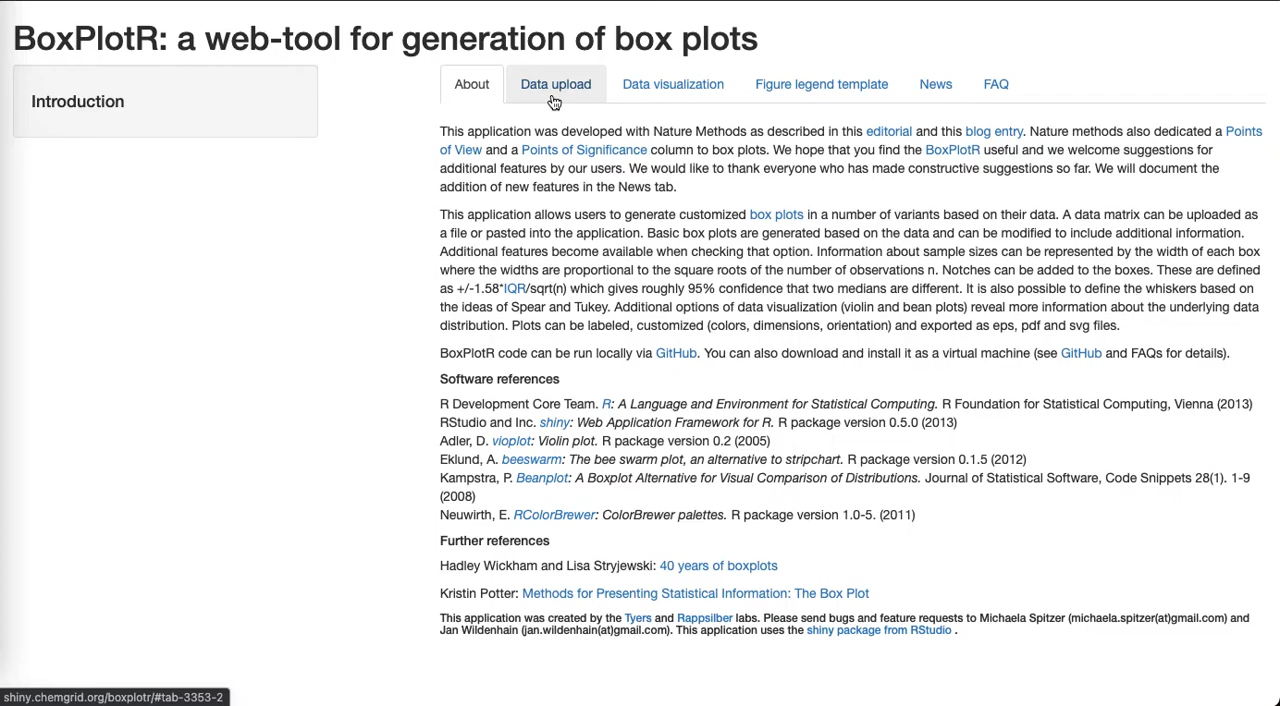 BoxPlotR: a web-tool for generation of box plots
Introduction
About Data upload Data visualization Figure legend template News FAQ
This application was developed with Nature Methods as described in this editorial and this blog entry. Nature methods also dedicated a Points
of View and a Points of Significance column to box plots. We hope that you find the BoxPlotR useful and we welcome suggestions for
additional features by our users. We would like to thank everyone who has made constructive suggestions so far. We will document the
addition of new features in the News tab.
This application allows users to generate customized box plots in a number of variants based on their data. A data matrix can be uploaded as
a file or pasted into the application. Basic box plots are generated based on the data and can be modified to include additional information.
Additional features become available when checking that option. Information about sample sizes can be represented by the width of each box
where the widths are proportional to the square roots of the number of observations n. Notches can be added to the boxes. These are defined
as +/-1.58*IQR/sqrt(n) which gives roughly 95% confidence that two medians are different. It is also possible to define the whiskers based on
the ideas of Spear and Tukey. Additional options of data visualization (violin and bean plots) reveal more information about the underlying data
distribution. Plots can be labeled, customized (colors, dimensions, orientation) and exported as eps, pdf and svg files.
BoxPlotR code can be run locally via GitHub. You can also download and install it as a virtual machine (see GitHub and FAQs for details).
Software references
R Development Core Team. R: A Language and Environment for Statistical Computing. R Foundation for Statistical Computing, Vienna (2013)
RStudio and Inc. shiny: Web Application Framework for R. R package version 0.5.0 (2013)
Adler, D. vioplot: Violin plot. R package version 0.2 (2005)
Eklund, A. beeswarm: The bee swarm plot, an alternative to stripchart. R package version 0.1.5 (2012)
Kampstra, P. Beanplot: A Boxplot Alternative for Visual Comparison of Distributions. Journal of Statistical Software, Code Snippets 28(1). 1-9
(2008)
Neuwirth, E. RColorBrewer: ColorBrewer palettes. R package version 1.0-5. (2011)
Further references
Hadley Wickham and Lisa Stryjewski: 40 years of boxplots
Kristin Potter: Methods for Presenting Statistical Information: The Box Plot
This application was created by the Tyers and Rappsilber labs. Please send bugs and feature requests to Michaela Spitzer (michaela.spitzer(at)gmail.com) and
Jan Wildenhain (jan.wildenhain(at)gmail.com). This application uses the shiny package from RStudio .
shiny.chemgrid.org/boxplotr/#tab-3353-2